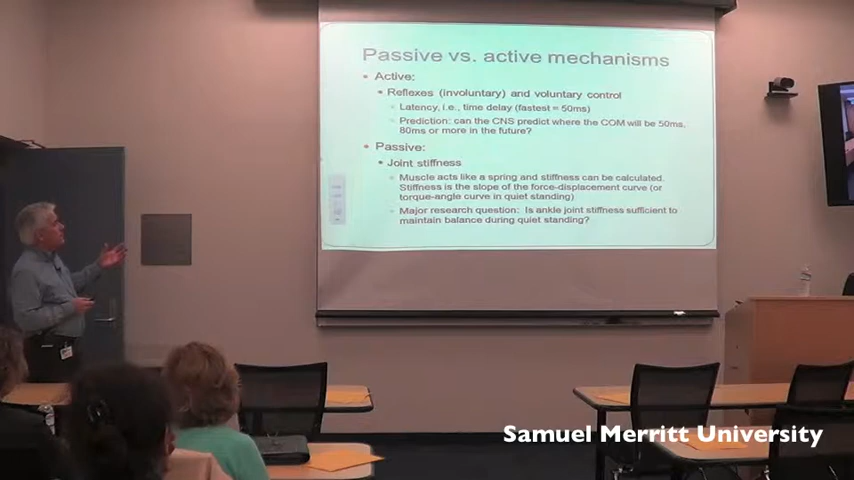 Passive vs. active mechanisms
Active:
Reflexes (involuntary) and voluntary control
Latency, i.e., time delay (fastest = 50ms)
Prediction: can the CNS predict where the COM will be 50ms,
80ms or more in the future?
Passive:
Joint stiffness
Muscle acts like a spring and stiffness can be calculated.
Stiffness is the slope of the force-displacement curve (or
torque-angle curve in quiet standing)
Major research question: Is ankle joint stiffness sufficient to
maintain balance during quiet standing?
Samuel Merritt University